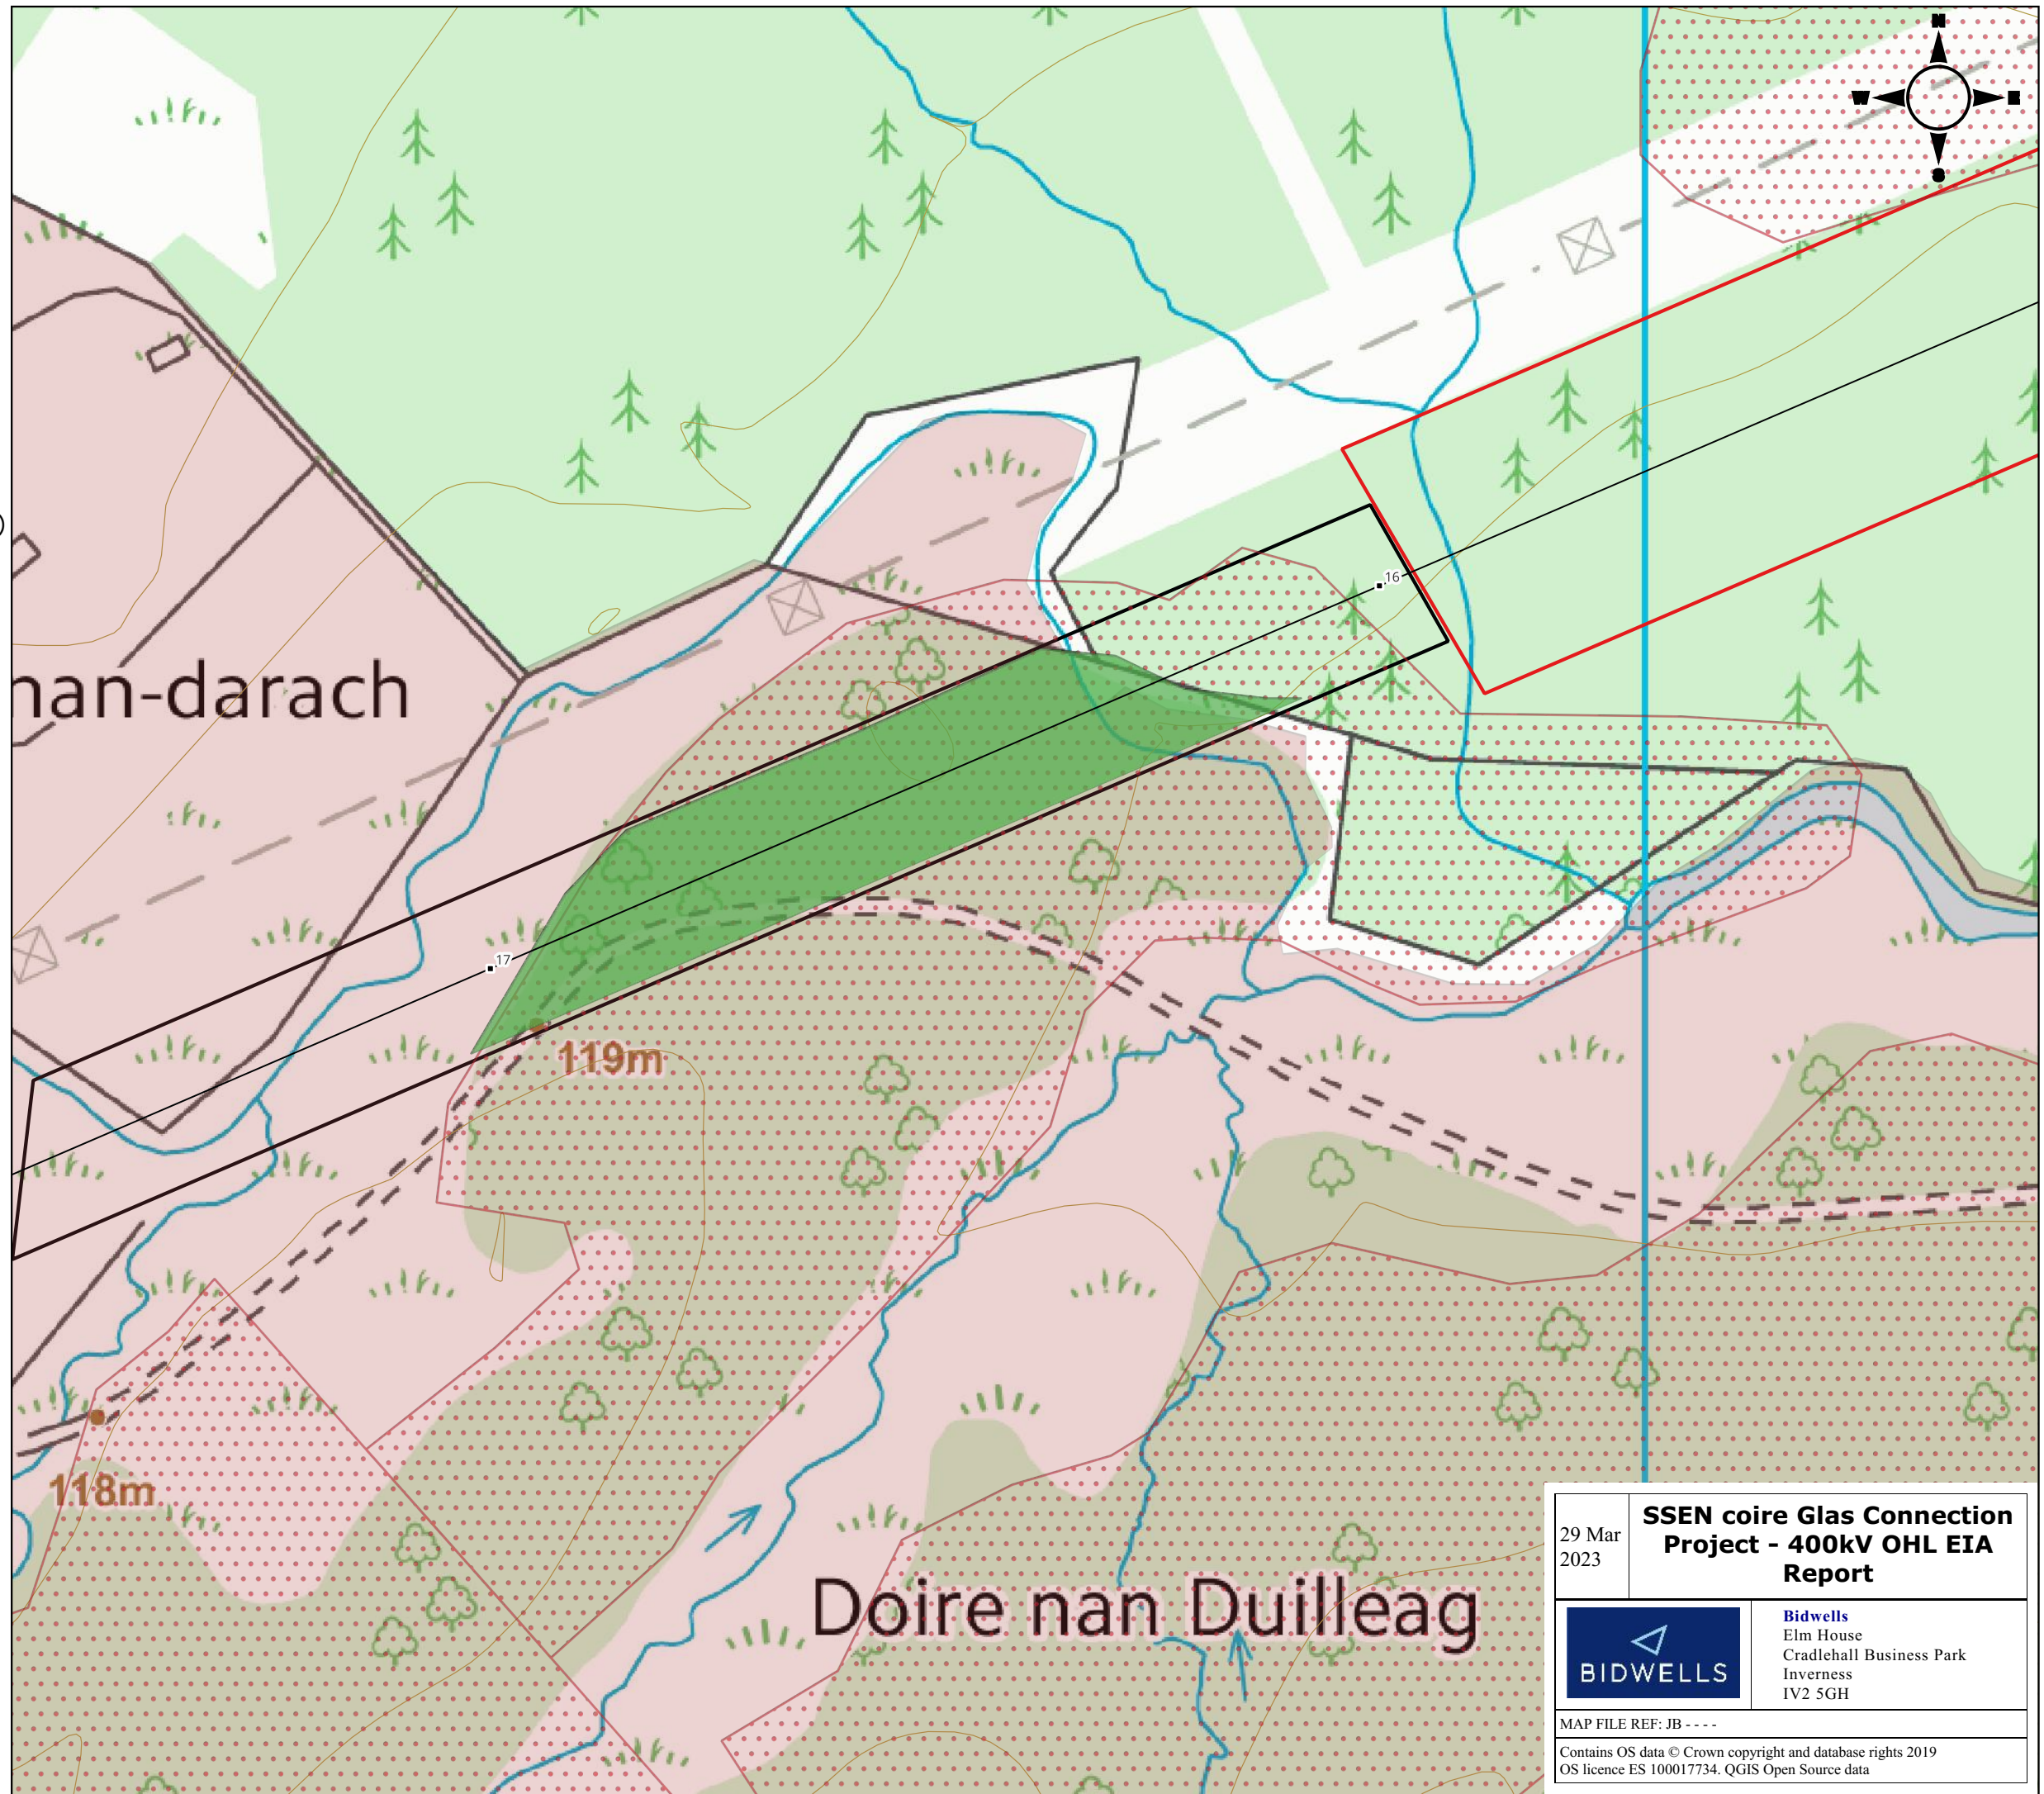 N
W
S
16
nan-darach
17
119m
118m
Doire nan Duilleag
29 Mar
2023
SSEN coire Glas Connection
Project - 400kV OHL EIA
Report
BIDWELLS
Bidwells
Elm House
Cradlehall Business Park
Inverness
IV2 5GH
MAP FILE REF: JB - - - -
Contains OS data © Crown copyright and database rights 2019
OS licence ES 100017734. QGIS Open Source data